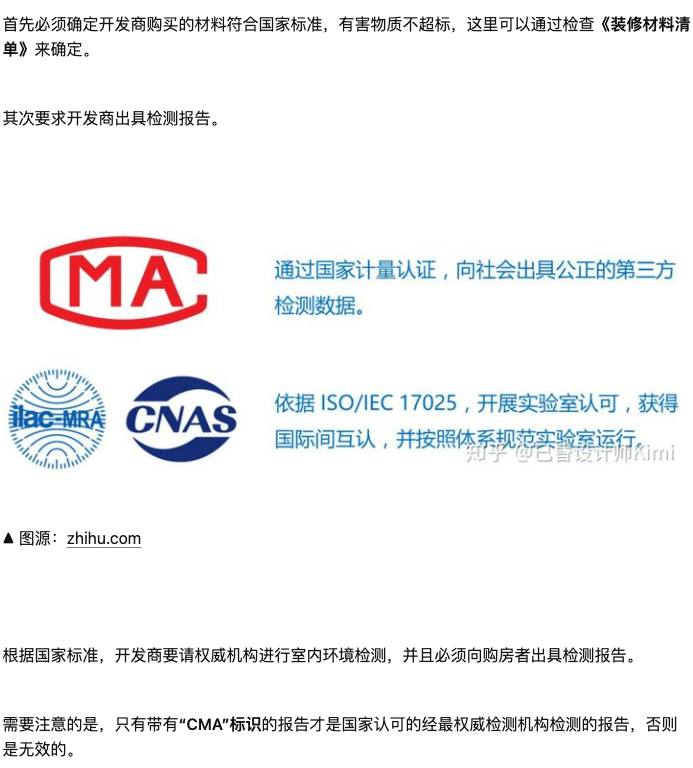 首先必须确定开发商购买的材料符合国家标准，有害物质不超标，这里可以通过检查《装修材料清
单》来确定。
其次要求开发商出具检测报告。
MA
通过国家计量认证，向社会出具公正的第三方
检测数据。
ilac-MRA
CNAS
依据 ISO/IEC 17025，开展实验室认可，获得
国际间互认，并按照体系规范实验室运行。
知乎 @已售设计师Kimi
▲ 图源：zhihu.com
根据国家标准，开发商要请权威机构进行室内环境检测，并且必须向购房者出具检测报告。
需要注意的是，只有带有“CMA”标识的报告才是国家认可的经最权威检测机构检测的报告，否则
是无效的。